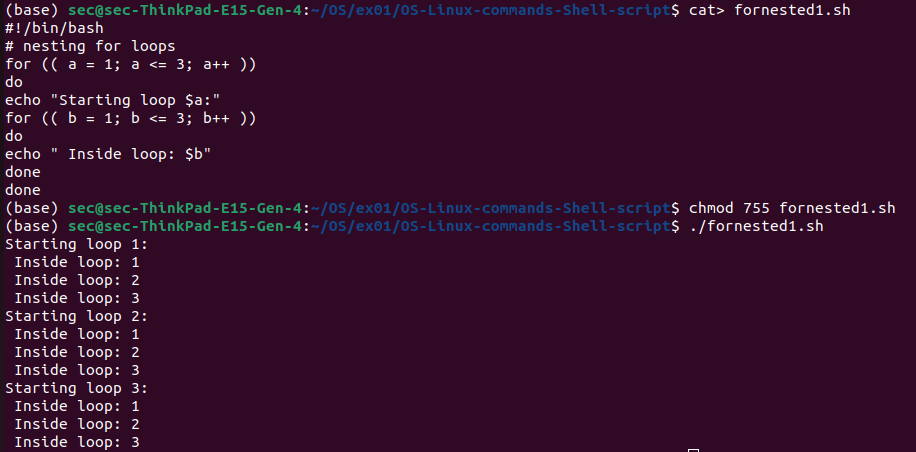 (base) sec@sec-ThinkPad-E15-Gen-4:~/OS/ex01/OS-Linux-commands-Shell-script$ cat> fornested1.sh
#!/bin/bash
# nesting for loops
for (( a = 1; a <= 3; a++ ))
do
echo "Starting loop $a:"
for (( b = 1; b <= 3; b++ ))
do
echo " Inside loop: $b"
done
done
(base) sec@sec-ThinkPad-E15-Gen-4:~/OS/ex01/OS-Linux-commands-Shell-script$ chmod 755 fornested1.sh
(base) sec@sec-ThinkPad-E15-Gen-4:~/OS/ex01/OS-Linux-commands-Shell-script$ ./fornested1.sh
Starting loop 1:
 Inside loop: 1
 Inside loop: 2
 Inside loop: 3
Starting loop 2:
 Inside loop: 1
 Inside loop: 2
 Inside loop: 3
Starting loop 3:
 Inside loop: 1
 Inside loop: 2
 Inside loop: 3